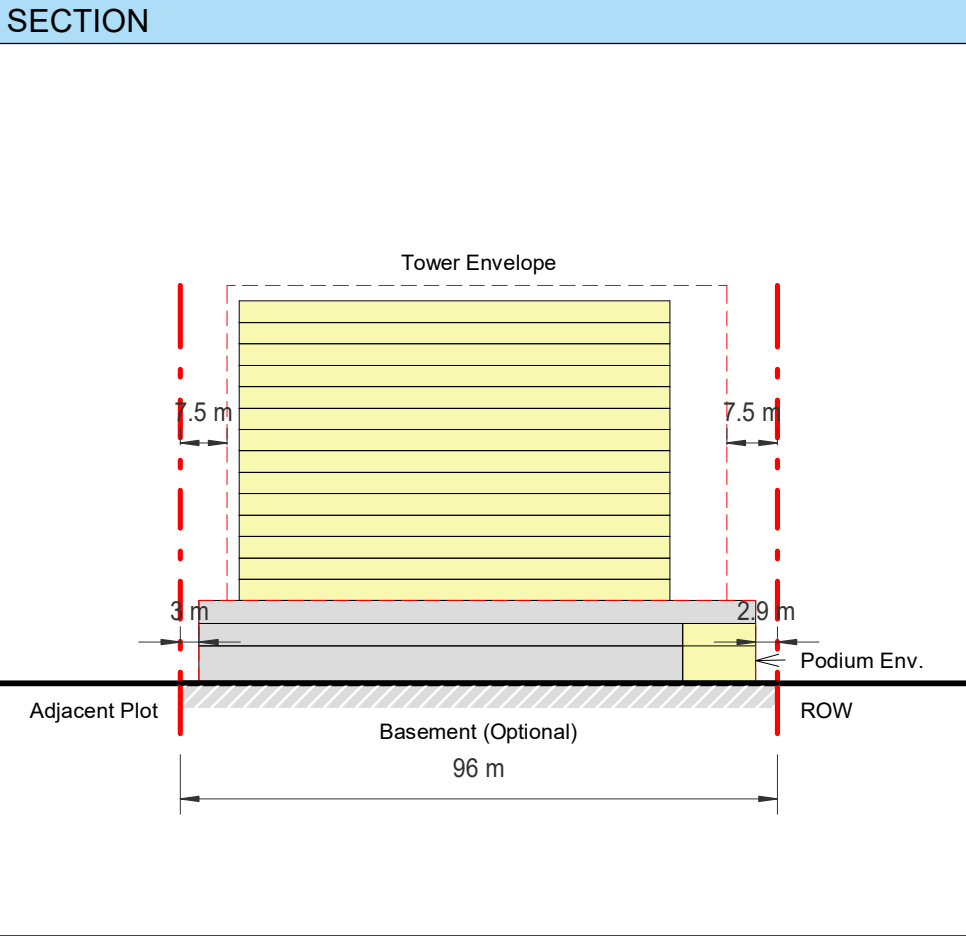 SECTION
Tower Envelope
7.5 m
7.5 m
3 m
2.9 m
Podium Env.
Adjacent Plot
ROW
Basement (Optional)
96 m